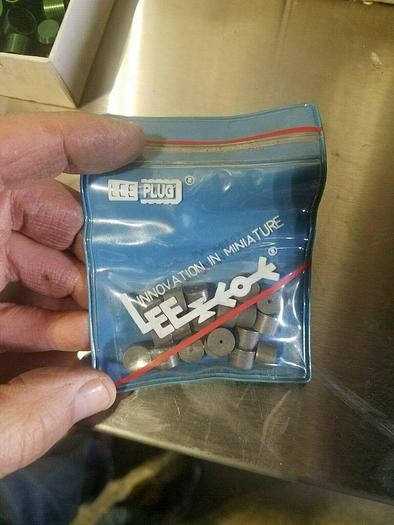 LEE PLUG ®
INNOVATION IN MINIATURE
LEE ®